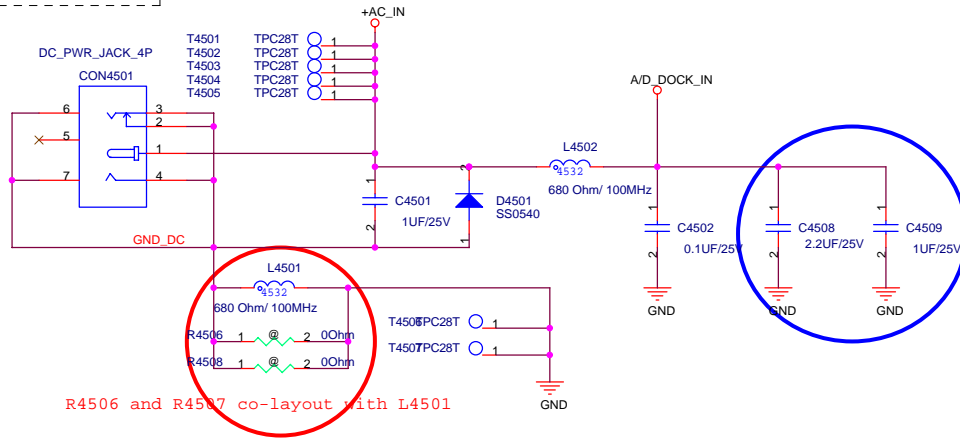 +AC_IN
T4501 TPC28T 1
T4502 TPC28T 1
T4503 TPC28T 1
T4504 TPC28T 1
T4505 TPC28T 1
DC_PWR_JACK_4P
CON4501
A/D_DOCK_IN
6 3
2
5
1
7 4
L4502
4532
680 Ohm/ 100MHz
1
C4501
1UF/25V
2
2
D4501
SS0540
1
1
C4502
0.1UF/25V
2
GND
1
C4508
2.2UF/25V
2
GND
1
C4509
1UF/25V
2
GND
GND_DC
L4501
4532
680 Ohm/ 100MHz
R4506 1 @ 2 0Ohm
R4508 1 @ 2 0Ohm
T4506 TPC28T 1
T4507 TPC28T 1
GND
R4506 and R4507 co-layout with L4501